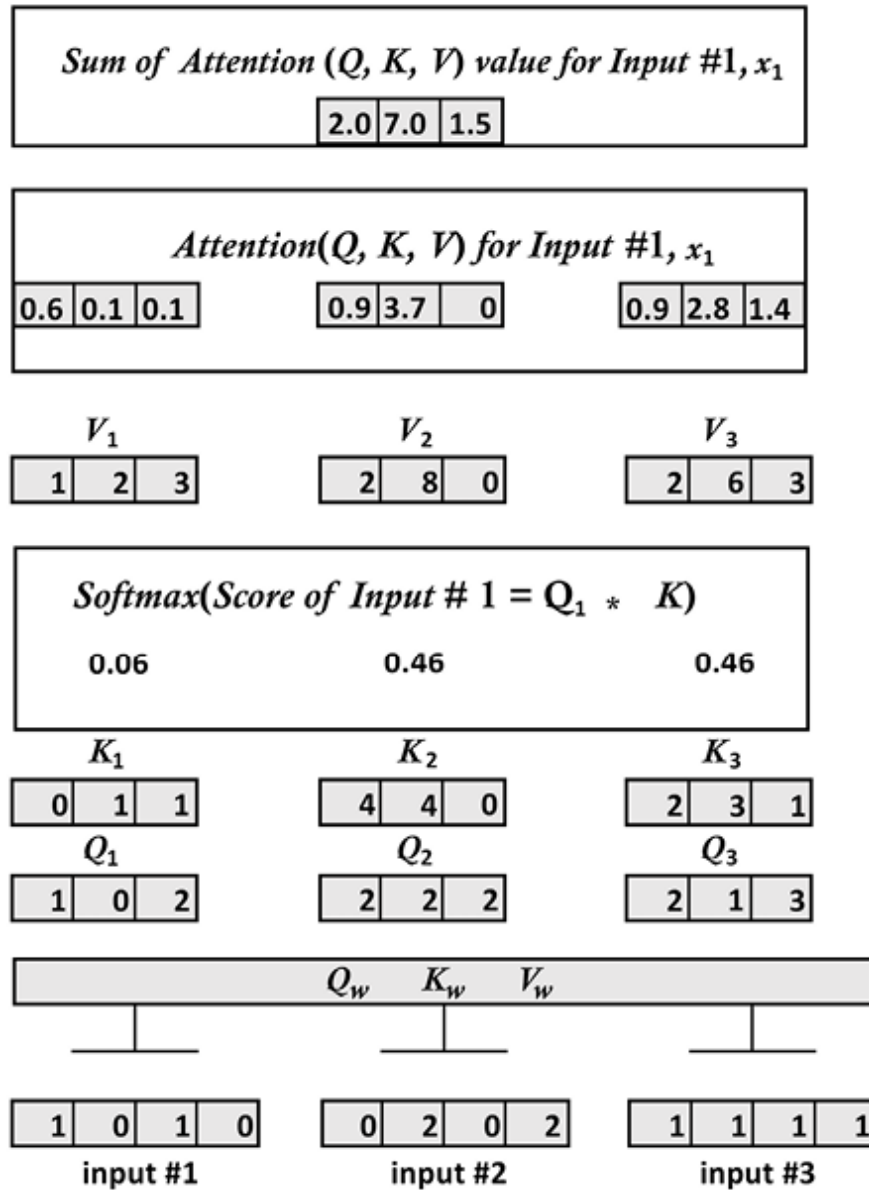 Sum of Attention (Q, K, V) value for Input #1, x₁
2.0 7.0 1.5
Attention(Q, K, V) for Input #1, x₁
0.6 0.1 0.1 0.9 3.7 0 0.9 2.8 1.4
V₁ V₂ V₃
1 2 3 2 8 0 2 6 3
Softmax(Score of Input # 1 = Q₁ * K)
0.06 0.46 0.46
K₁ K₂ K₃
0 1 1 4 4 0 2 3 1
Q₁ Q₂ Q₃
1 0 2 2 2 2 2 1 3
Q_w K_w V_w
1 0 1 0 0 2 0 2 1 1 1 1
input #1 input #2 input #3